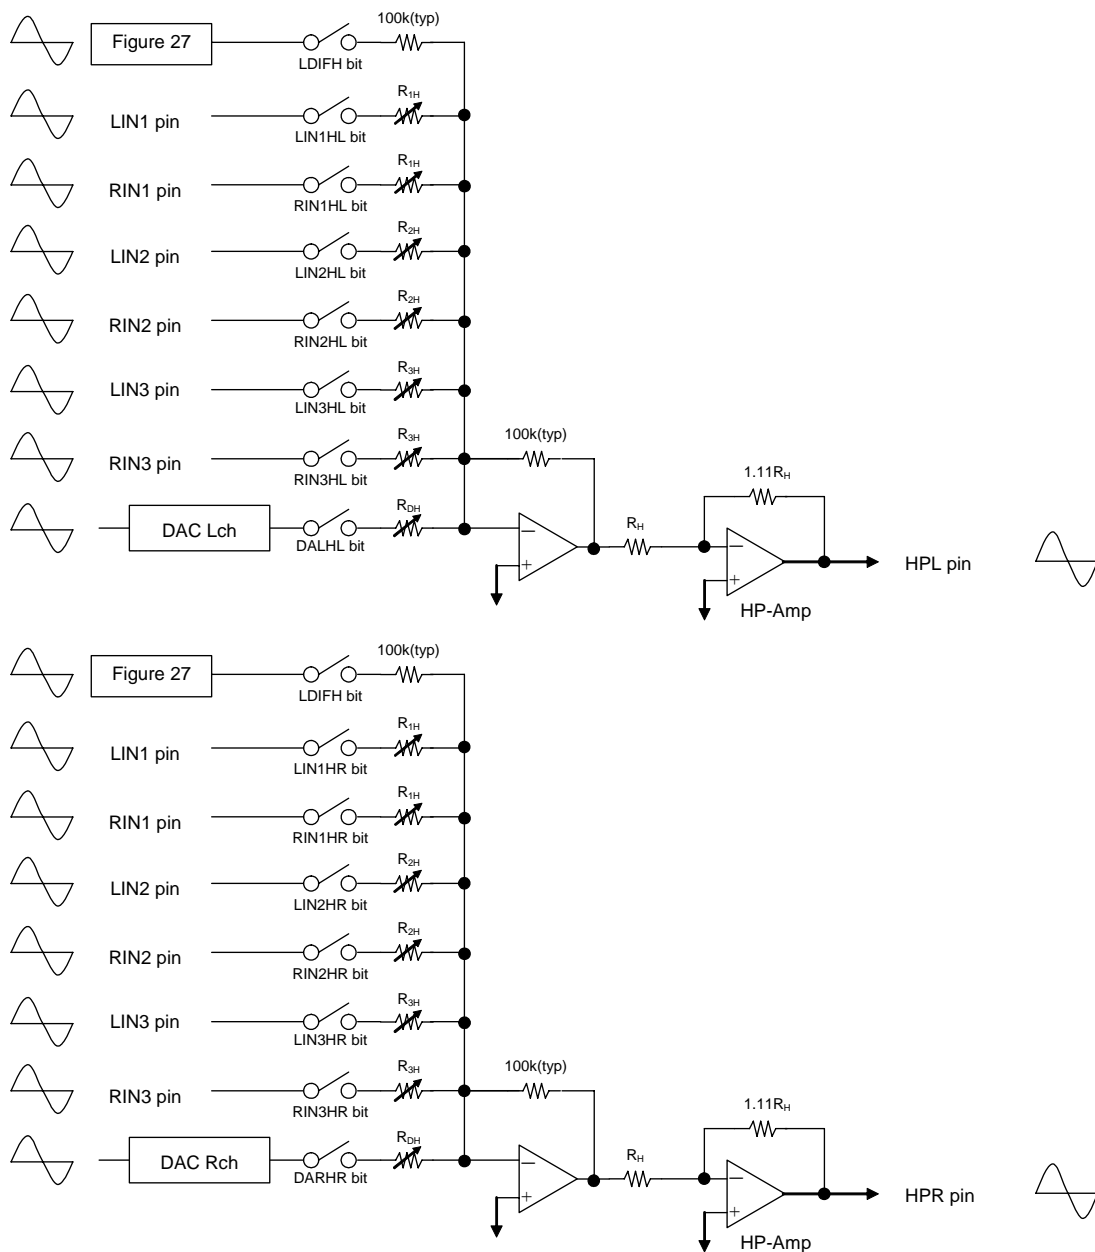 100k(typ)
Figure 27
LDIFH bit
R1H
LIN1 pin
LIN1HL bit
R1H
RIN1 pin
RIN1HL bit
R2H
LIN2 pin
LIN2HL bit
R2H
RIN2 pin
RIN2HL bit
R3H
LIN3 pin
LIN3HL bit
R3H
100k(typ)
RIN3 pin
RIN3HL bit
1.11RH
RDH
DAC Lch
DALHL bit
−
+
RH
−
+
HPL pin
HP-Amp
100k(typ)
Figure 27
LDIFH bit
R1H
LIN1 pin
LIN1HR bit
R1H
RIN1 pin
RIN1HR bit
R2H
LIN2 pin
LIN2HR bit
R2H
RIN2 pin
RIN2HR bit
R3H
LIN3 pin
LIN3HR bit
R3H
100k(typ)
RIN3 pin
RIN3HR bit
1.11RH
RDH
DAC Rch
DARHR bit
−
+
RH
−
+
HPR pin
HP-Amp